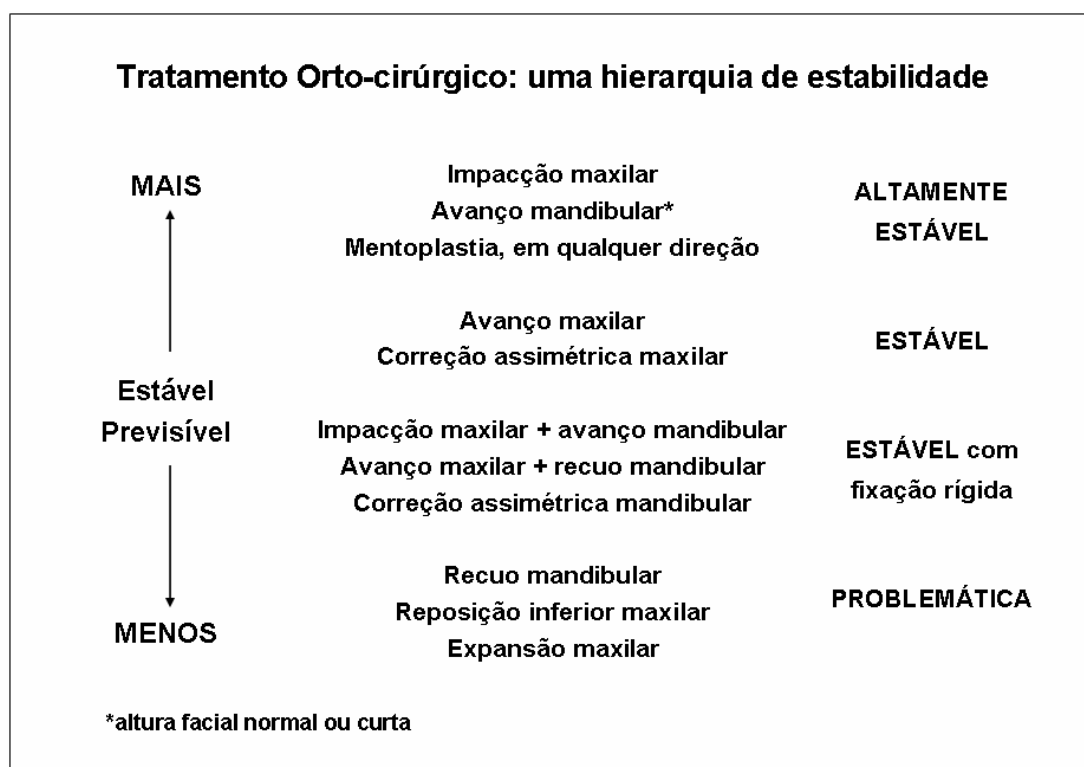 Tratamento Orto-cirúrgico: uma hierarquia de estabilidade
MAIS
Impacção maxilar
Avanço mandibular*
Mentoplastia, em qualquer direção
ALTAMENTE
ESTÁVEL
Avanço maxilar
Correção assimétrica maxilar
ESTÁVEL
Estável
Previsível
Impacção maxilar + avanço mandibular
Avanço maxilar + recuo mandibular
Correção assimétrica mandibular
ESTÁVEL com
fixação rígida
Recuo mandibular
Reposição inferior maxilar
Expansão maxilar
PROBLEMÁTICA
MENOS
*altura facial normal ou curta